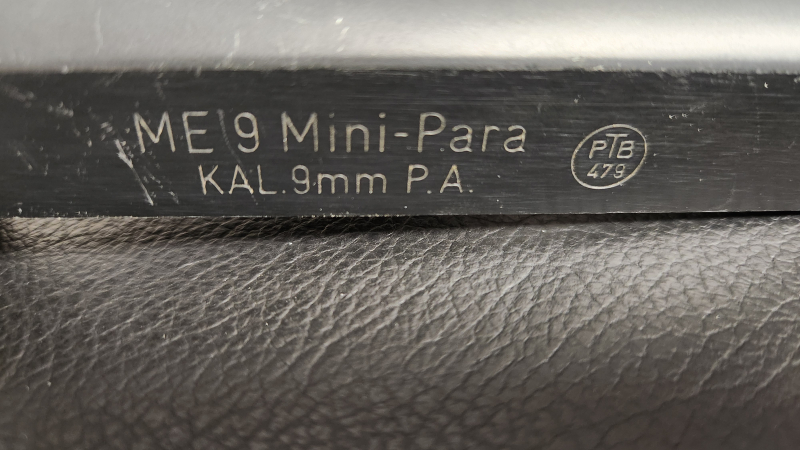 ME 9 Mini-Para
KAL.9mm P.A.
PTB
479